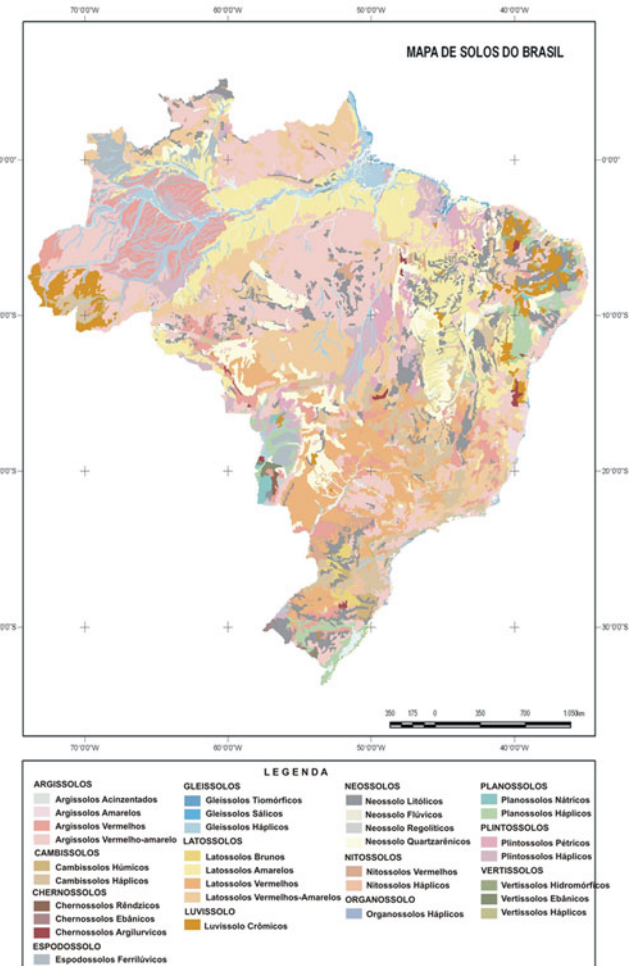 70°0'0"W 60°0'0"W 50°0'0"W 40°0'0"W
MAPA DE SOLOS DO BRASIL
0°0'0" 0°0'0"
0°0'0"S 10°0'0"S
0°0'0"S 20°0'0"S
0°0'0"S 30°0'0"S
350 175 0 350 700 1.050km
70°0'0"W 60°0'0"W 50°0'0"W 40°0'0"W
LEGENDA
ARGISSOLOS
Argissolos Acinzentados
Argissolos Amarelos
Argissolos Vermelhos
Argissolos Vermelho-amarelo
CAMBISSOLOS
Cambissolos Húmicos
Cambissolos Háplicos
CHERNOSSOLOS
Chernossolos Rêndzicos
Chernossolos Ebânicos
Chernossolos Argilurvicos
ESPODOSSOLO
Espodossolos Ferrilúvicos
GLEISSOLOS
Gleissolos Tiomórficos
Gleissolos Sálicos
Gleissolos Háplicos
LATOSSOLOS
Latossolos Brunos
Latossolos Amarelos
Latossolos Vermelhos
Latossolos Vermelhos-Amarelos
LUVISSOLO
Luvissolo Crômicos
NEOSSOLOS
Neossolo Litólicos
Neossolo Flúvicos
Neossolo Regolíticos
Neossolo Quartzarênicos
NITOSSOLOS
Nitossolos Vermelhos
Nitossolos Háplicos
ORGANOSSOLO
Organossolos Háplicos
PLANOSSOLOS
Planossolos Nátricos
Planossolos Háplicos
PLINTOSSOLOS
Plintossolos Pétricos
Plintossolos Háplicos
VERTISSOLOS
Vertissolos Hidromórficos
Vertissolos Ebânicos
Vertissolos Háplicos